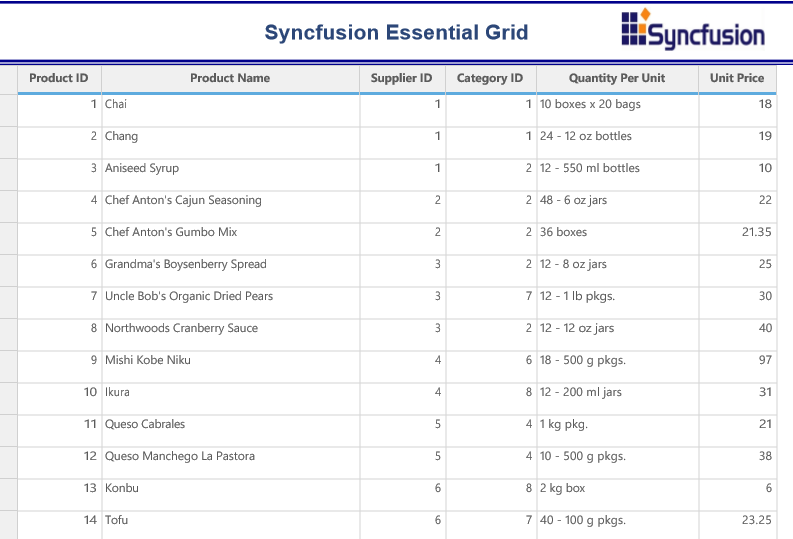 Syncfusion Essential Grid
Syncfusion
Product ID Product Name Supplier ID Category ID Quantity Per Unit Unit Price
1 Chai 1 1 10 boxes x 20 bags 18
2 Chang 1 1 24 - 12 oz bottles 19
3 Aniseed Syrup 1 2 12 - 550 ml bottles 10
4 Chef Anton's Cajun Seasoning 2 2 48 - 6 oz jars 22
5 Chef Anton's Gumbo Mix 2 2 36 boxes 21.35
6 Grandma's Boysenberry Spread 3 2 12 - 8 oz jars 25
7 Uncle Bob's Organic Dried Pears 3 7 12 - 1 lb pkgs. 30
8 Northwoods Cranberry Sauce 3 2 12 - 12 oz jars 40
9 Mishi Kobe Niku 4 6 18 - 500 g pkgs. 97
10 Ikura 4 8 12 - 200 ml jars 31
11 Queso Cabrales 5 4 1 kg pkg. 21
12 Queso Manchego La Pastora 5 4 10 - 500 g pkgs. 38
13 Konbu 6 8 2 kg box 6
14 Tofu 6 7 40 - 100 g pkgs. 23.25